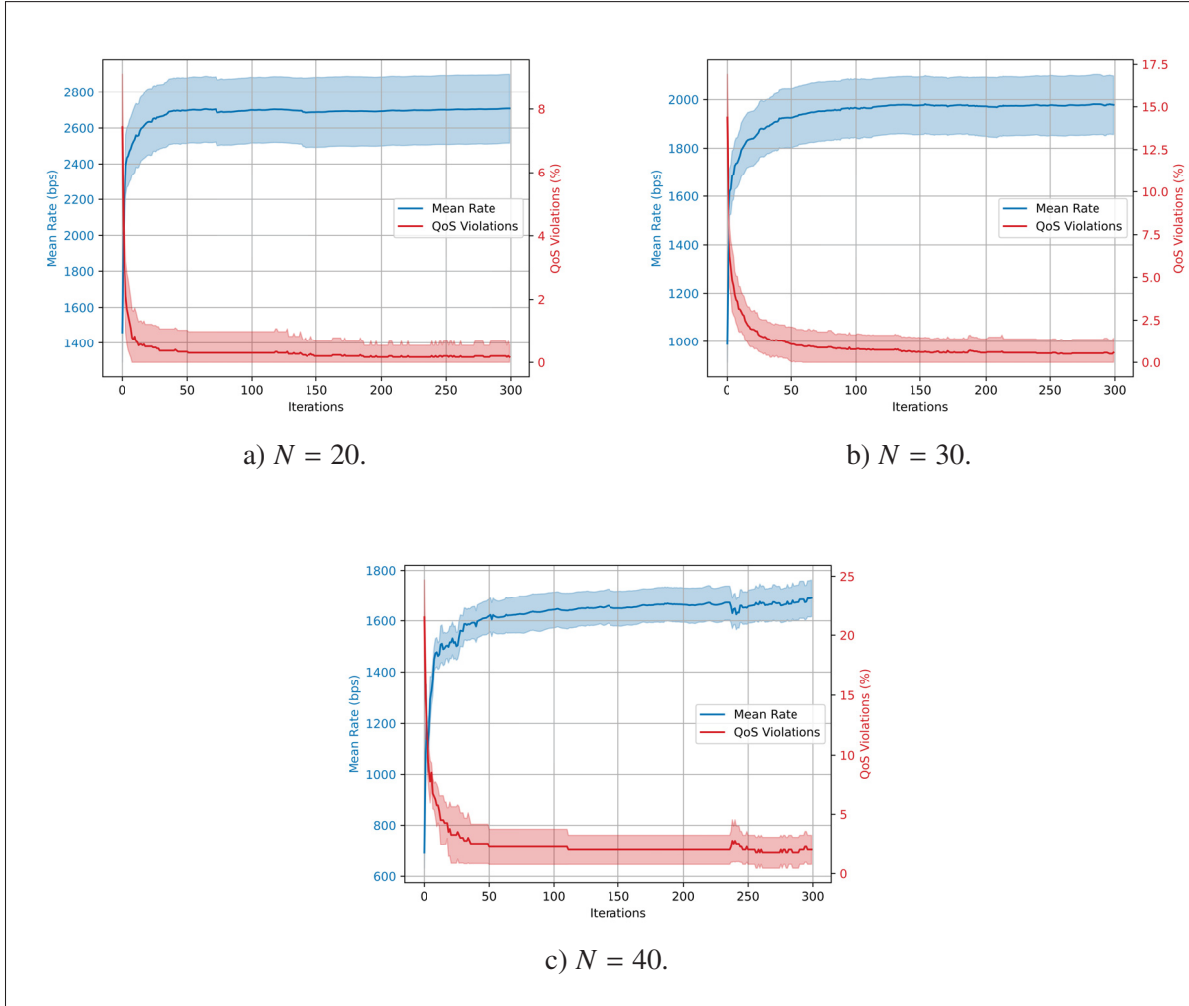 2800
2600
2400
2200
2000
1800
1600
1400
Mean Rate (bps)
8
6
4
2
0
QoS Violations (%)
Mean Rate
QoS Violations
0 50 100 150 200 250 300
Iterations
a) N = 20.
2000
1800
1600
1400
1200
1000
Mean Rate (bps)
17.5
15.0
12.5
10.0
7.5
5.0
2.5
0.0
QoS Violations (%)
Mean Rate
QoS Violations
0 50 100 150 200 250 300
Iterations
b) N = 30.
1800
1600
1400
1200
1000
800
600
Mean Rate (bps)
25
20
15
10
5
0
QoS Violations (%)
Mean Rate
QoS Violations
0 50 100 150 200 250 300
Iterations
c) N = 40.